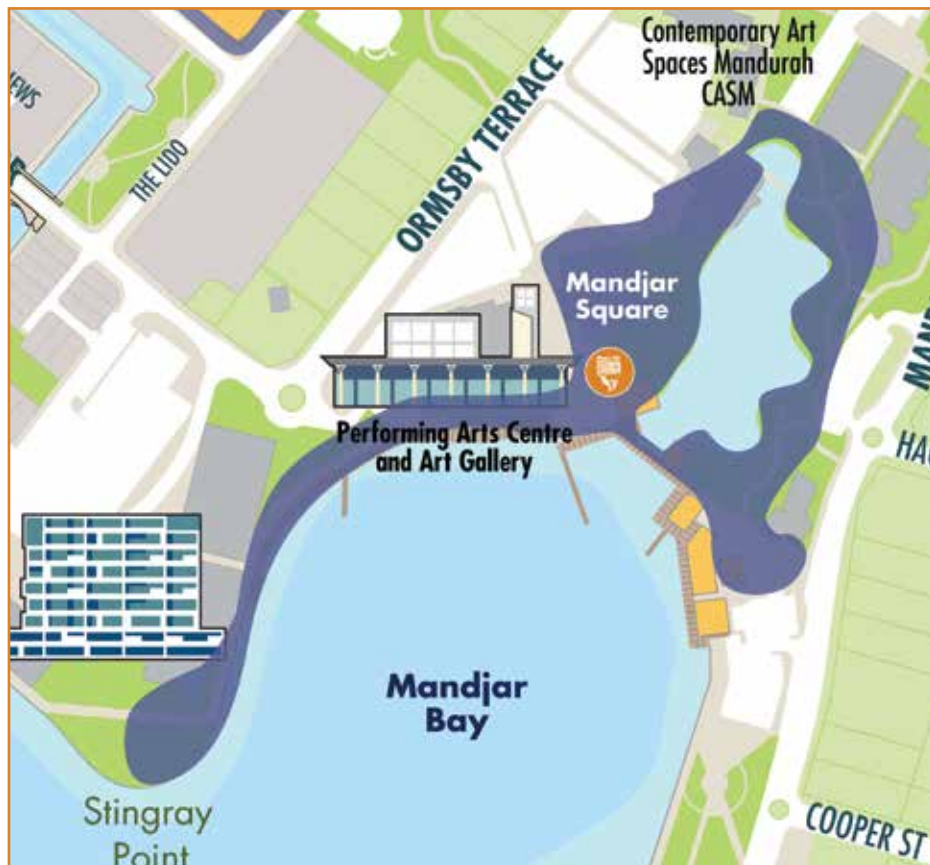 Contemporary Art
Spaces Mandurah
CASM
THE LIDO
ORMSBY TERRACE
Mandjar
Square
Performing Arts Centre
and Art Gallery
Mandjar
Bay
Stingray
Point
COOPER ST